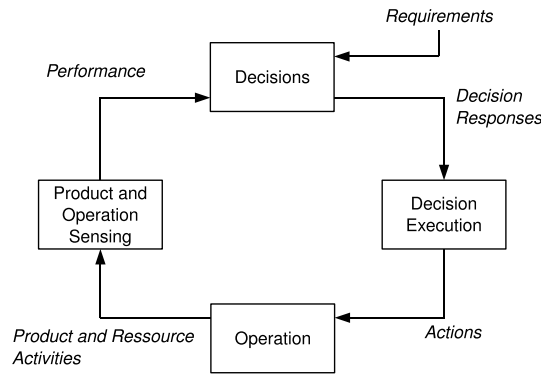 Requirements
Performance
Decisions
Decision
Responses
Product and
Operation
Sensing
Decision
Execution
Product and Ressource
Activities
Operation
Actions